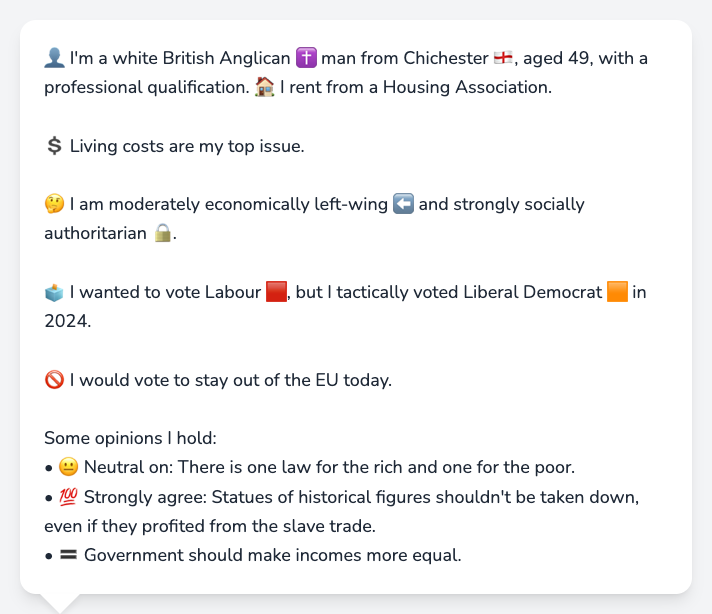 👤 I'm a white British Anglican ✝️ man from Chichester 🏴󠁧󠁢󠁥󠁮󠁧󠁿, aged 49, with a
professional qualification. 🏠 I rent from a Housing Association.
💲 Living costs are my top issue.
🤔 I am moderately economically left-wing ⬅️ and strongly socially
authoritarian 🔒.
🗳️ I wanted to vote Labour 🟥, but I tactically voted Liberal Democrat 🟧 in
2024.
🚫 I would vote to stay out of the EU today.
Some opinions I hold:
• 😐 Neutral on: There is one law for the rich and one for the poor.
• 💯 Strongly agree: Statues of historical figures shouldn't be taken down,
even if they profited from the slave trade.
• 🟰 Government should make incomes more equal.